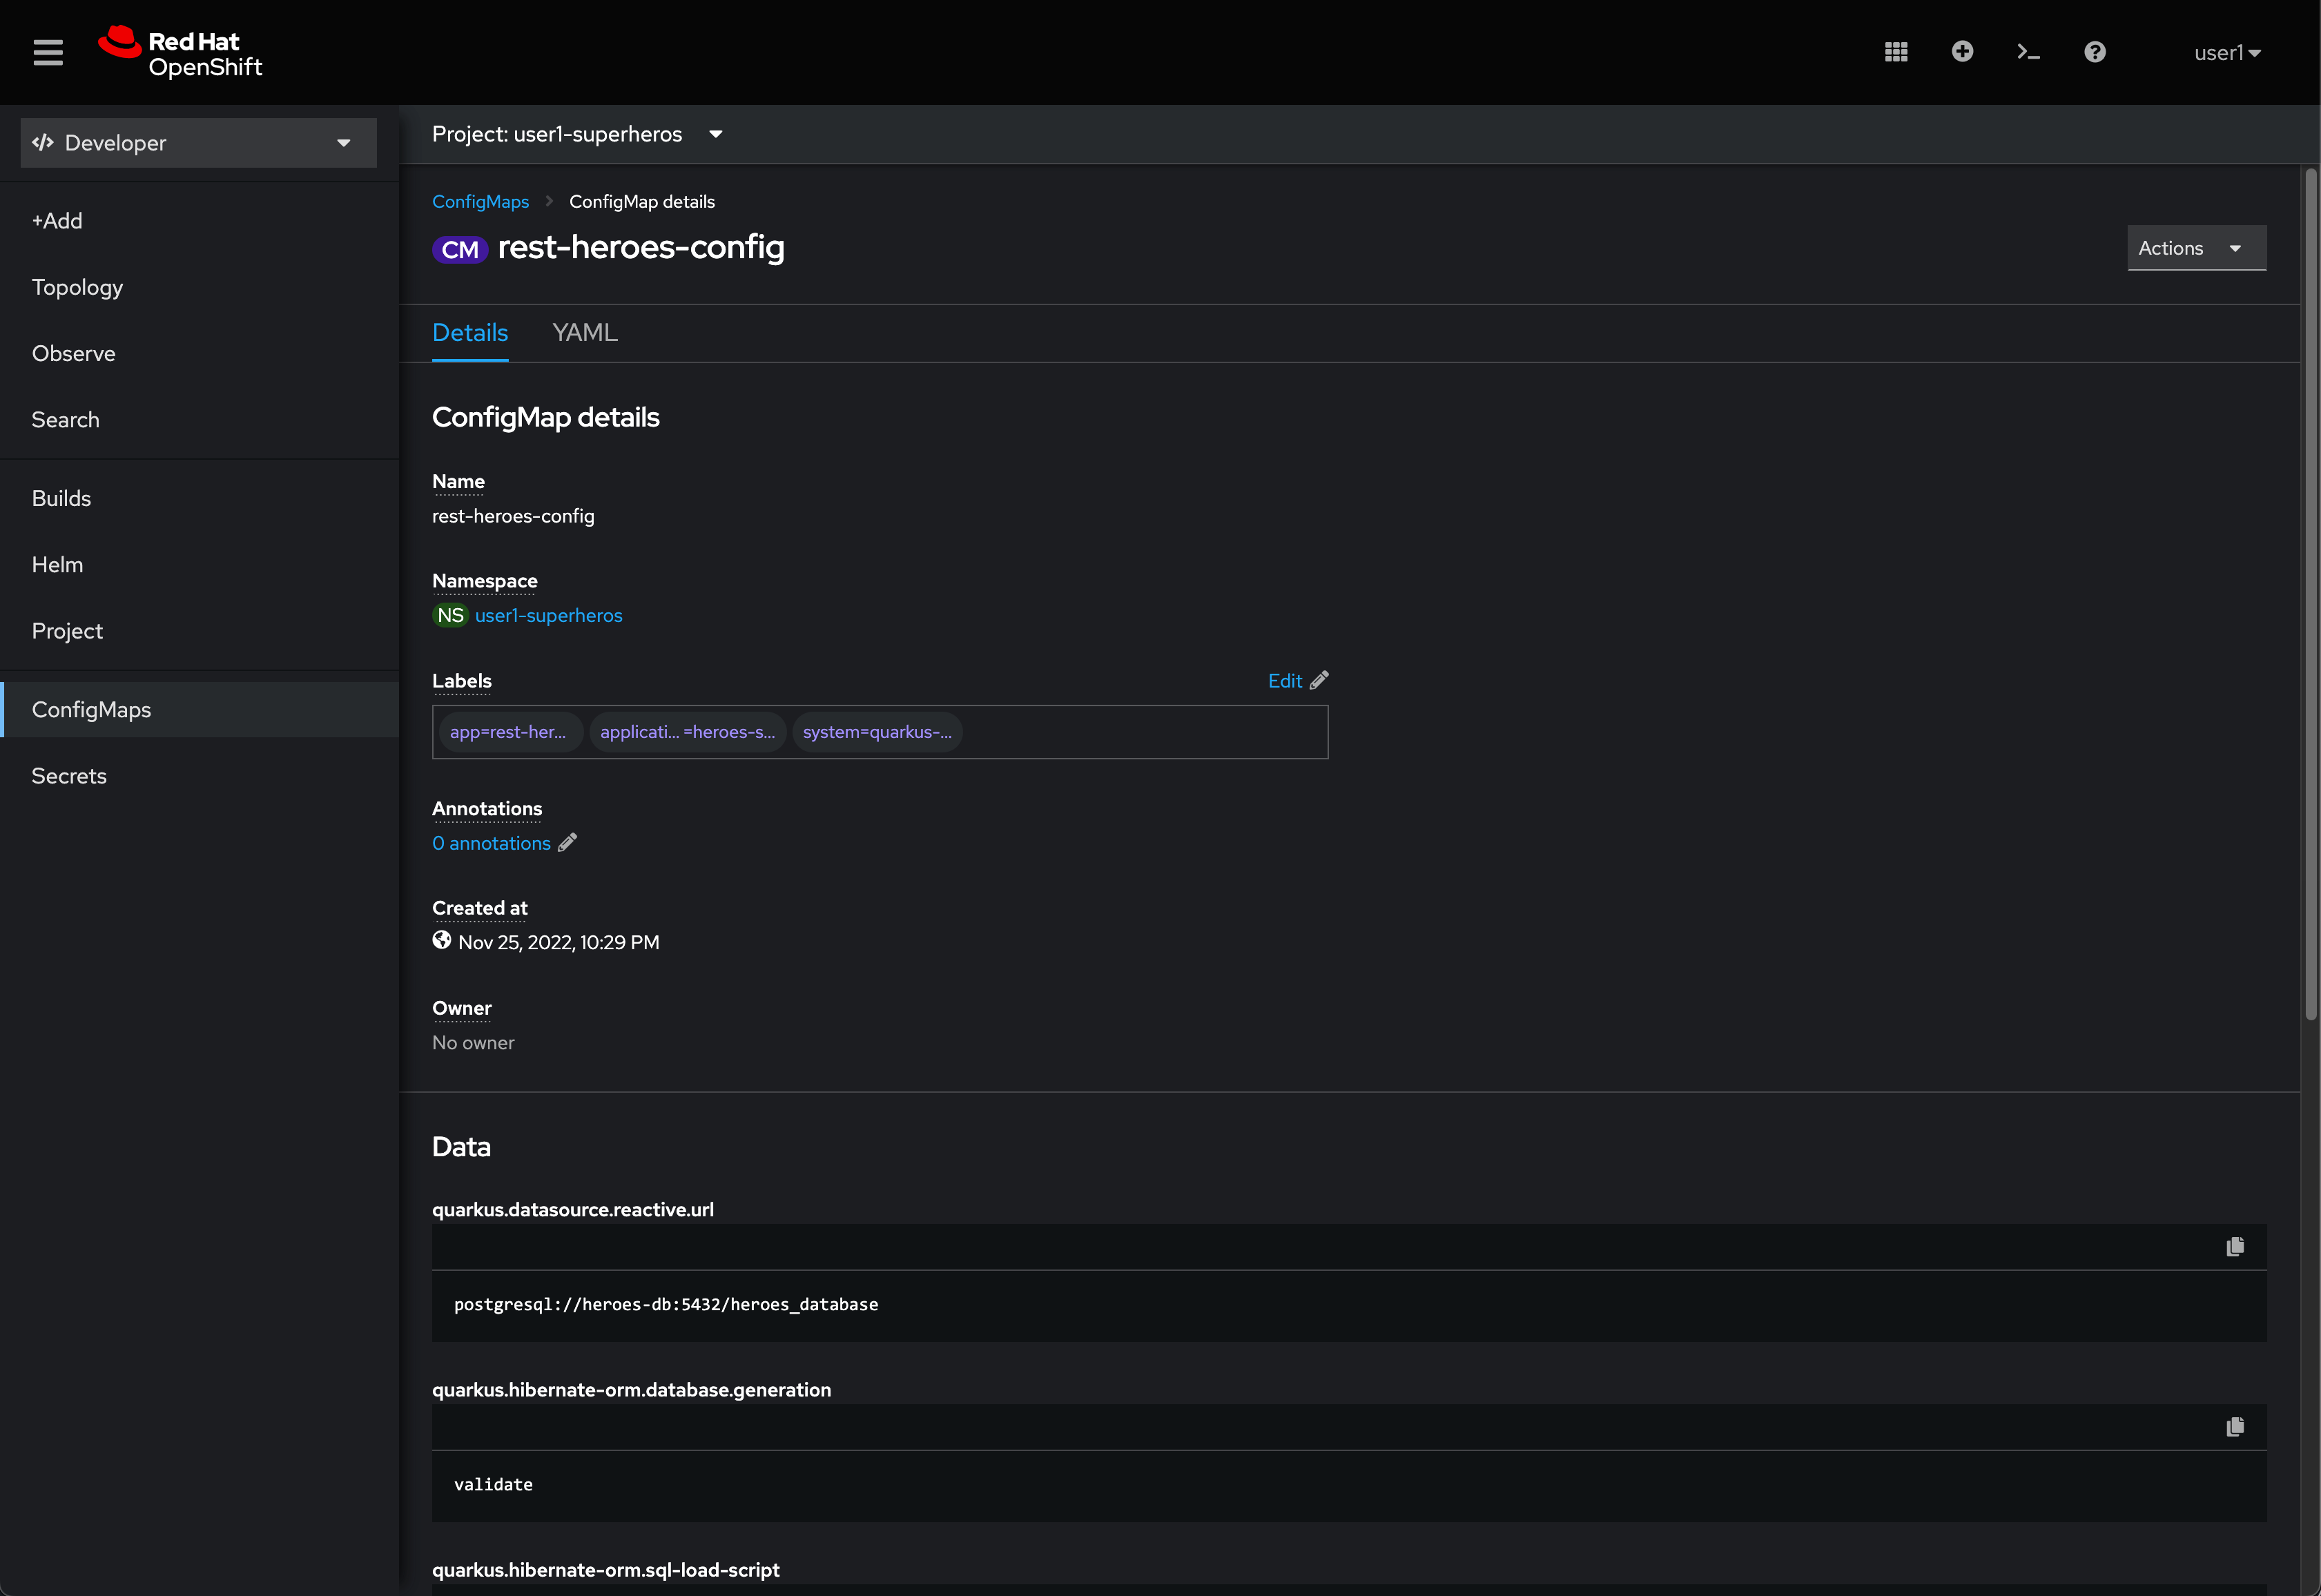 Red Hat
OpenShift
user1
Developer
+Add
Topology
Observe
Search
Builds
Helm
Project
ConfigMaps
Secrets
Project: user1-superheros
ConfigMaps > ConfigMap details
CM rest-heroes-config
Actions
Details YAML
ConfigMap details
Name
rest-heroes-config
Namespace
NS user1-superheros
Labels Edit
app=rest-her... applicati... =heroes-s... system=quarkus-...
Annotations
0 annotations
Created at
Nov 25, 2022, 10:29 PM
Owner
No owner
Data
quarkus.datasource.reactive.url
postgresql://heroes-db:5432/heroes_database
quarkus.hibernate-orm.database.generation
validate
quarkus.hibernate-orm.sql-load-script